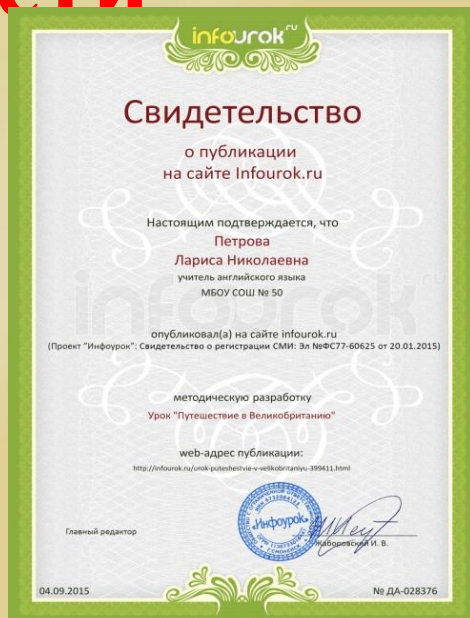 infourok ru
Свидетельство
о публикации
на сайте Infourok.ru
Настоящим подтверждается, что
Петрова
Лариса Николаевна
учитель английского языка
МБОУ СОШ № 50
опубликовал(а) на сайте infourok.ru
(Проект "Инфоурок": Свидетельство о регистрации СМИ: Эл №ФС77-60625 от 20.01.2015)
методическую разработку
Урок "Путешествие в Великобританию"
web-адрес публикации:
http://infourok.ru/urok-puteshestvie-v-velikobritaniyu-399411.html
«Инфоурок»
Главный редактор
Жаборовский И. В.
04.09.2015
№ ДА-028376